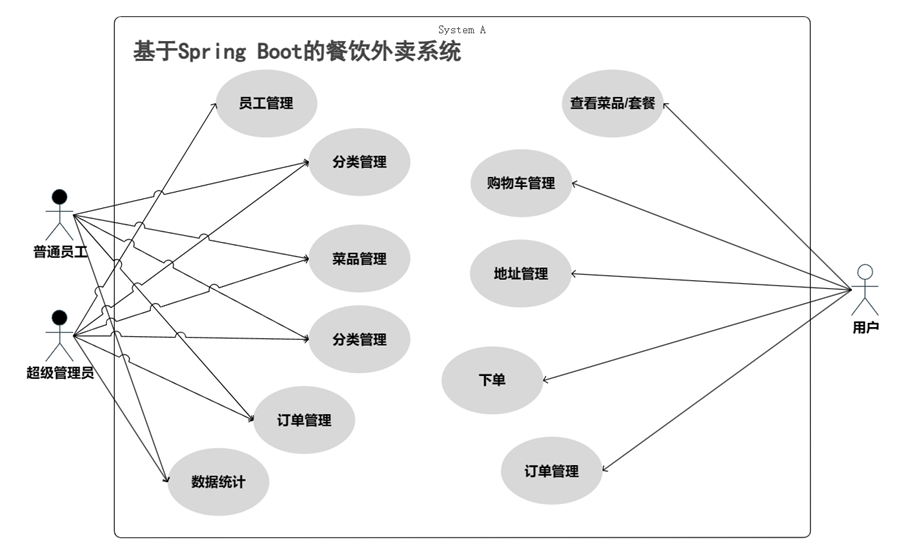 System A
基于Spring Boot的餐饮外卖系统
员工管理
查看菜品/套餐
分类管理
购物车管理
普通员工
菜品管理
地址管理
用户
分类管理
超级管理员
下单
订单管理
订单管理
数据统计